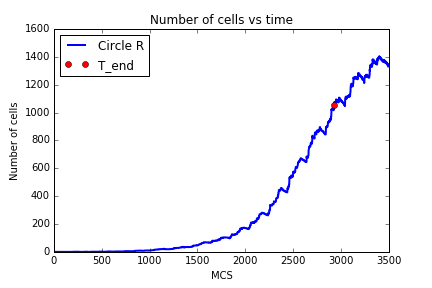 Number of cells vs time
1600
1400
1200
1000
800
600
400
200
0
Number of cells
Circle R
T_end
0 500 1000 1500 2000 2500 3000 3500
MCS